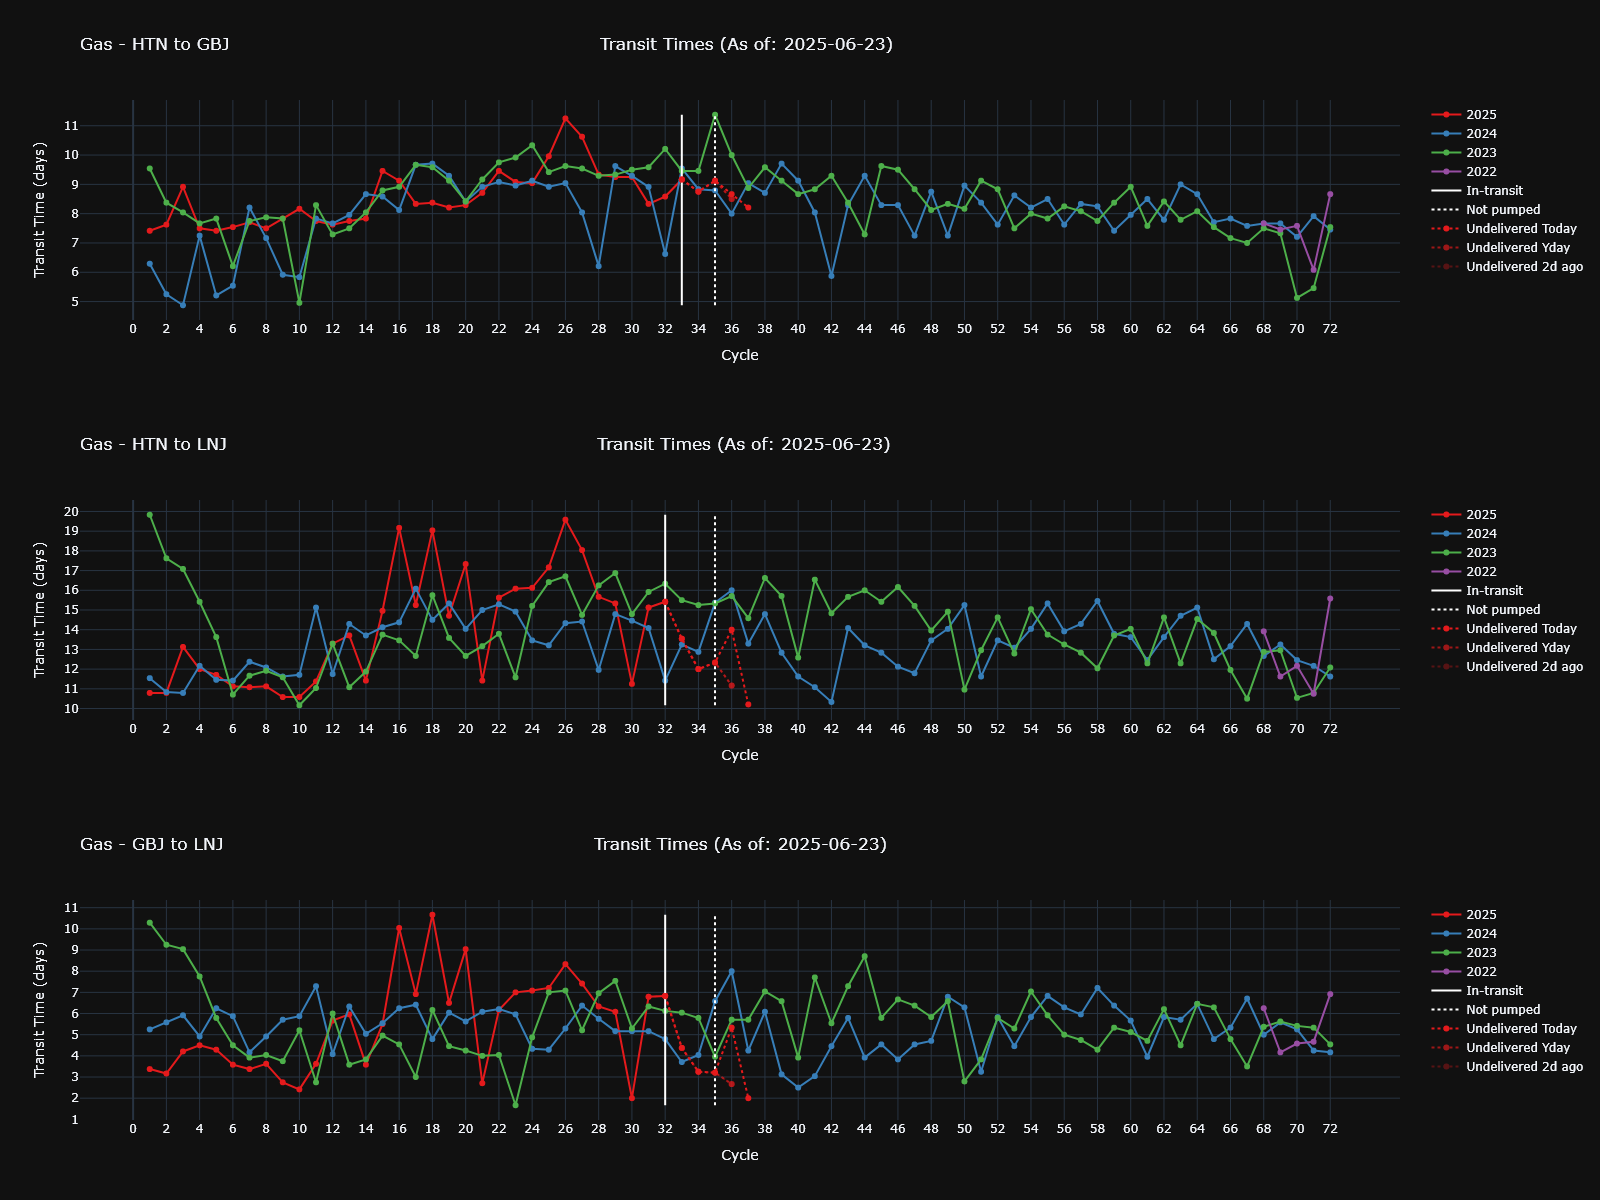 Gas - HTN to GBJ
Transit Times (As of: 2025-06-23)
Transit Time (days)
11
10
9
8
7
6
5
0 2 4 6 8 10 12 14 16 18 20 22 24 26 28 30 32 34 36 38 40 42 44 46 48 50 52 54 56 58 60 62 64 66 68 70 72
Cycle
2025
2024
2023
2022
In-transit
Not pumped
Undelivered Today
Undelivered Yday
Undelivered 2d ago
Gas - HTN to LNJ
Transit Times (As of: 2025-06-23)
Transit Time (days)
20
19
18
17
16
15
14
13
12
11
10
0 2 4 6 8 10 12 14 16 18 20 22 24 26 28 30 32 34 36 38 40 42 44 46 48 50 52 54 56 58 60 62 64 66 68 70 72
Cycle
2025
2024
2023
2022
In-transit
Not pumped
Undelivered Today
Undelivered Yday
Undelivered 2d ago
Gas - GBJ to LNJ
Transit Times (As of: 2025-06-23)
Transit Time (days)
11
10
9
8
7
6
5
4
3
2
1
0 2 4 6 8 10 12 14 16 18 20 22 24 26 28 30 32 34 36 38 40 42 44 46 48 50 52 54 56 58 60 62 64 66 68 70 72
Cycle
2025
2024
2023
2022
In-transit
Not pumped
Undelivered Today
Undelivered Yday
Undelivered 2d ago